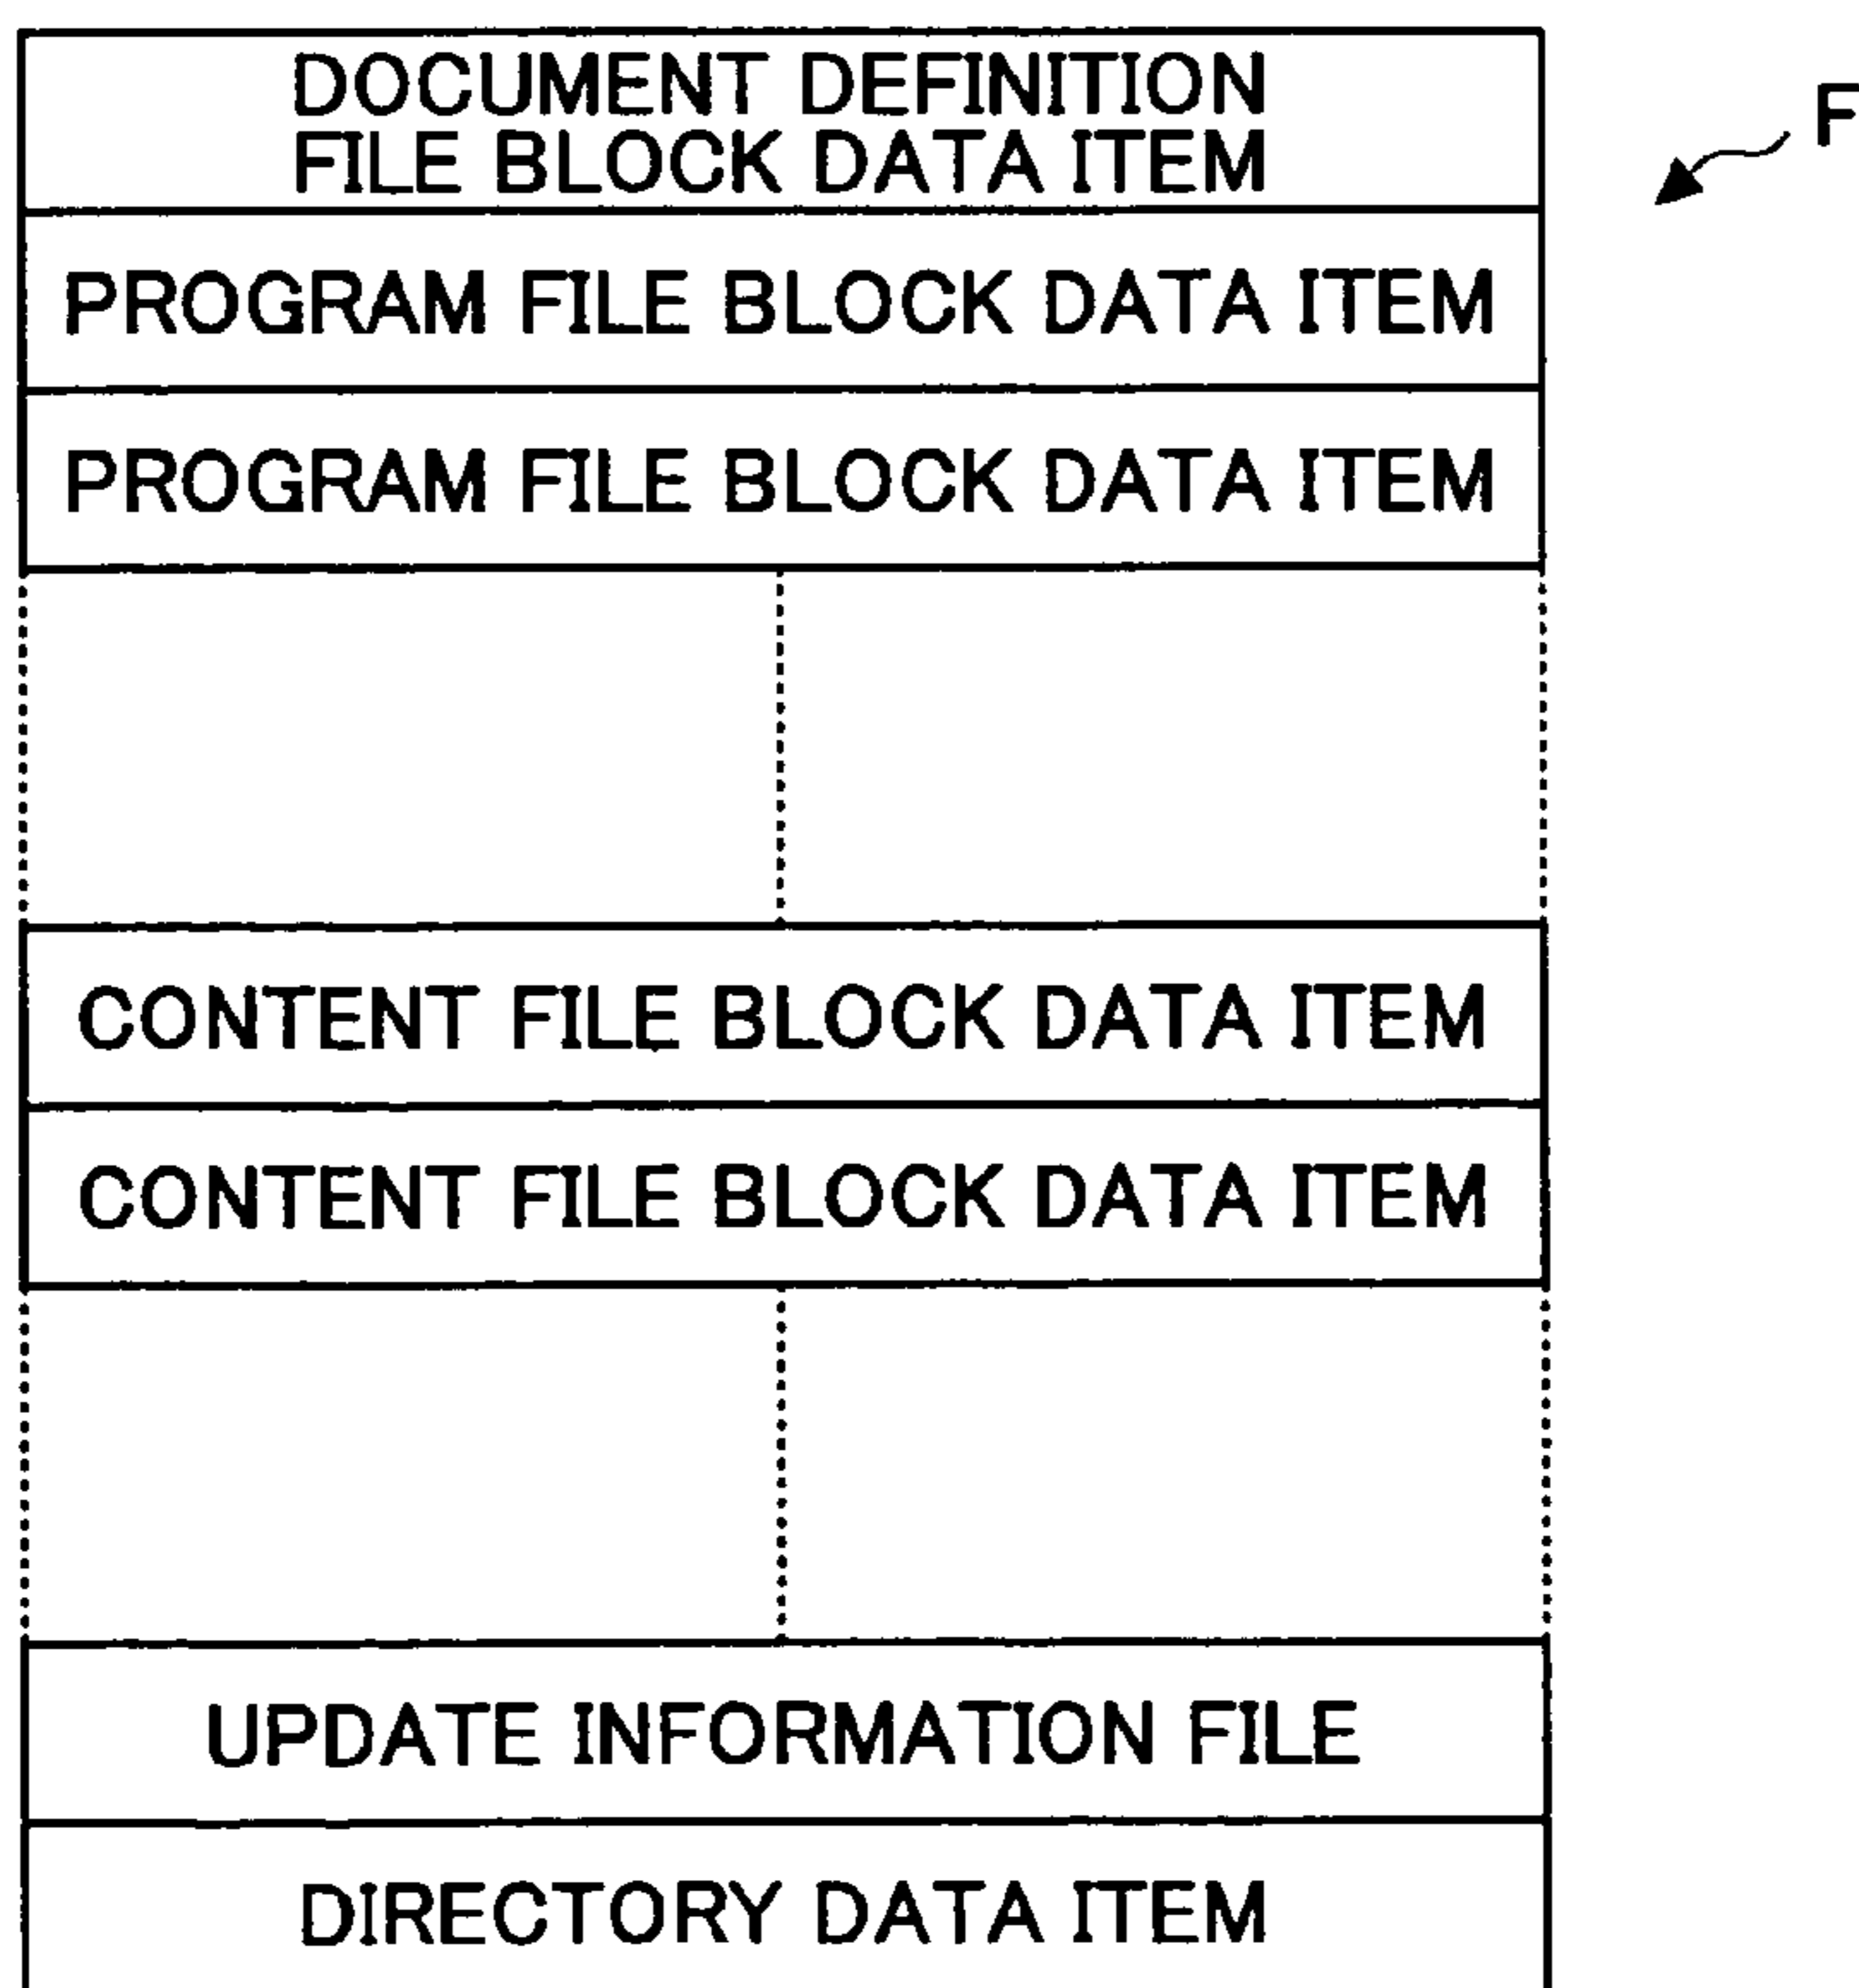 DOCUMENT DEFINITION
FILE BLOCK DATA ITEM
F
PROGRAM FILE BLOCK DATA ITEM
PROGRAM FILE BLOCK DATA ITEM
CONTENT FILE BLOCK DATA ITEM
CONTENT FILE BLOCK DATA ITEM
UPDATE INFORMATION FILE
DIRECTORY DATA ITEM